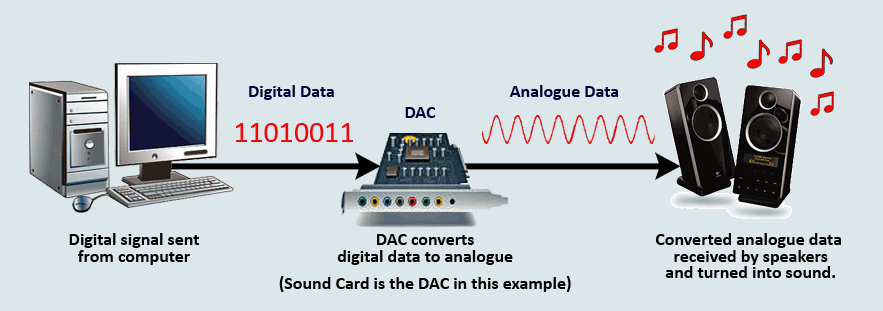 Digital Data
11010011
DAC
Analogue Data
Digital signal sent
from computer
DAC converts
digital data to analogue
(Sound Card is the DAC in this example)
Converted analogue data
received by speakers
and turned into sound.